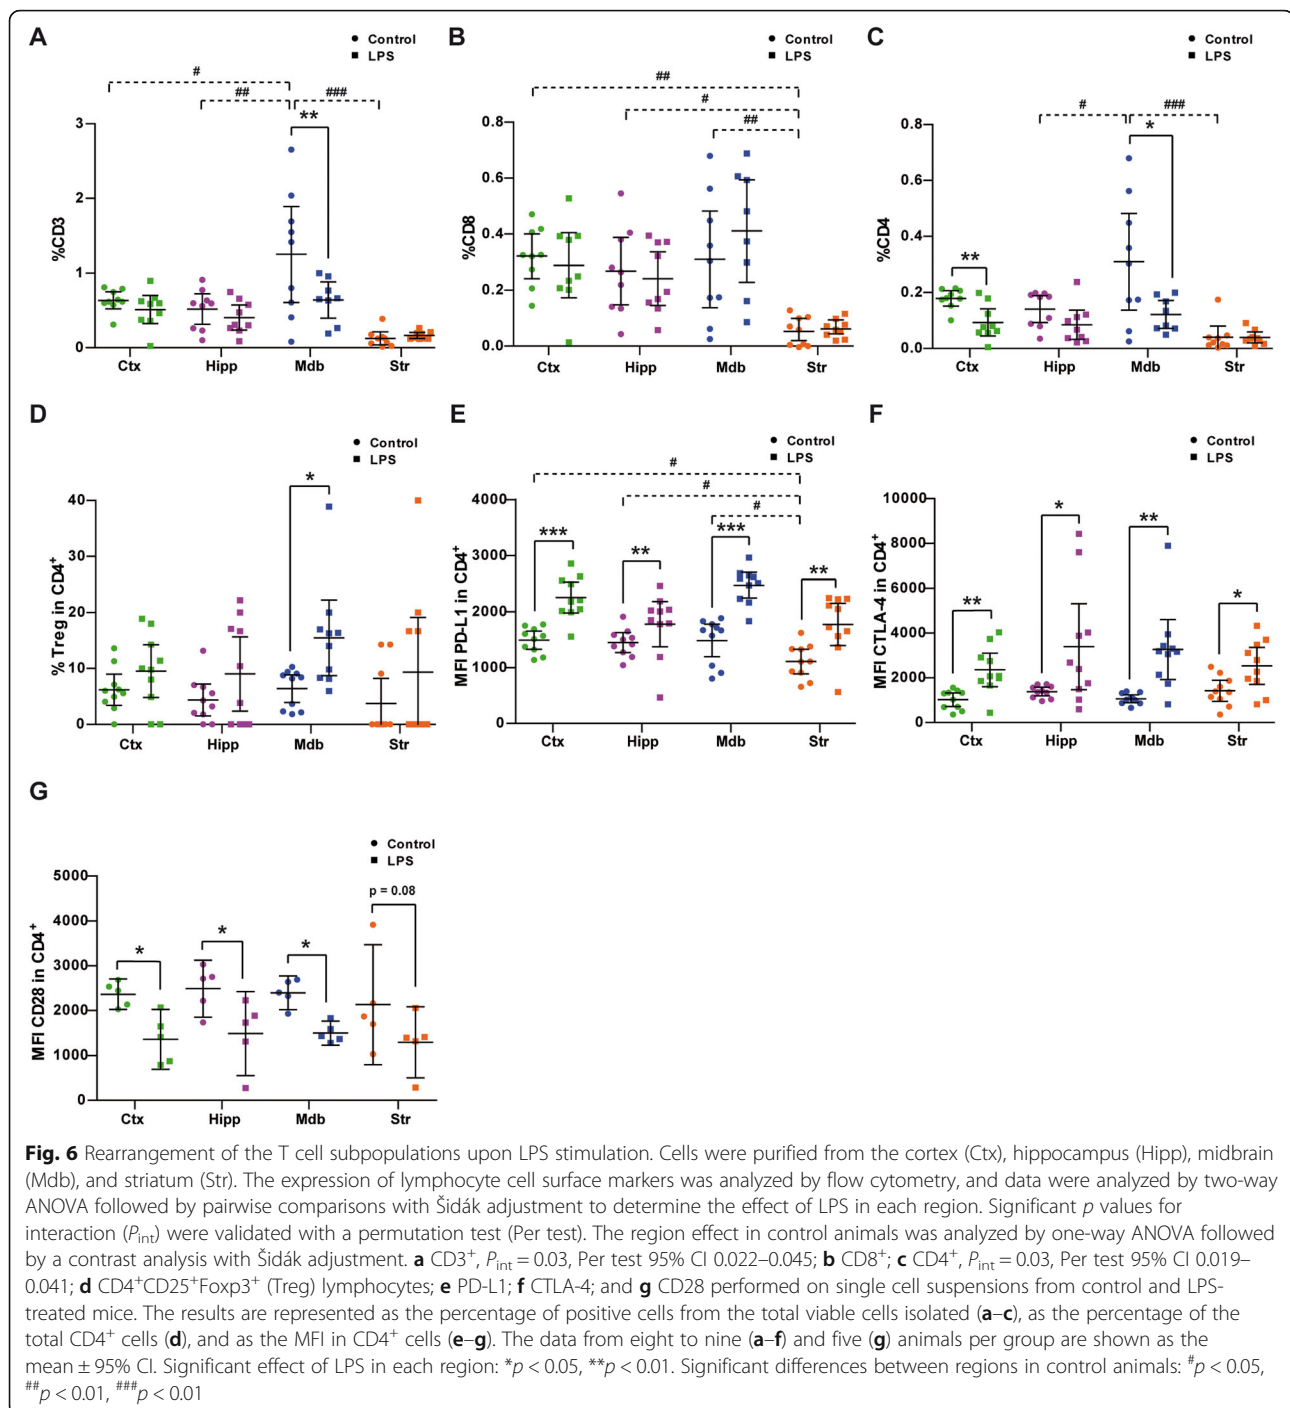 A
Control
LPS
#
##
###
**
%CD3
3
2
1
0
Ctx
Hipp
Mdb
Str
B
Control
LPS
##
#
##
%CD8
0.8
0.6
0.4
0.2
0.0
Ctx
Hipp
Mdb
Str
C
Control
LPS
#
###
*
**
%CD4
0.8
0.6
0.4
0.2
0.0
Ctx
Hipp
Mdb
Str
D
Control
LPS
*
% Treg in CD4+
40
30
20
10
0
Ctx
Hipp
Mdb
Str
E
Control
LPS
#
#
#
***
**
***
**
MFI PD-L1 in CD4+
4000
3000
2000
1000
0
Ctx
Hipp
Mdb
Str
F
Control
LPS
**
*
**
*
MFI CTLA-4 in CD4+
10000
8000
6000
4000
2000
0
Ctx
Hipp
Mdb
Str
G
Control
LPS
p = 0.08
*
*
*
MFI CD28 in CD4+
5000
4000
3000
2000
1000
0
Ctx
Hipp
Mdb
Str
Fig. 6 Rearrangement of the T cell subpopulations upon LPS stimulation. Cells were purified from the cortex (Ctx), hippocampus (Hipp), midbrain
(Mdb), and striatum (Str). The expression of lymphocyte cell surface markers was analyzed by flow cytometry, and data were analyzed by two-way
ANOVA followed by pairwise comparisons with Šidák adjustment to determine the effect of LPS in each region. Significant p values for
interaction (Pint) were validated with a permutation test (Per test). The region effect in control animals was analyzed by one-way ANOVA followed
by a contrast analysis with Šidák adjustment. a CD3+, Pint = 0.03, Per test 95% CI 0.022–0.045; b CD8+; c CD4+, Pint = 0.03, Per test 95% CI 0.019–
0.041; d CD4+CD25+Foxp3+ (Treg) lymphocytes; e PD-L1; f CTLA-4; and g CD28 performed on single cell suspensions from control and LPS-
treated mice. The results are represented as the percentage of positive cells from the total viable cells isolated (a–c), as the percentage of the
total CD4+ cells (d), and as the MFI in CD4+ cells (e–g). The data from eight to nine (a–f) and five (g) animals per group are shown as the
mean ± 95% CI. Significant effect of LPS in each region: *p < 0.05, **p < 0.01. Significant differences between regions in control animals: #p < 0.05,
##p < 0.01, ###p < 0.01